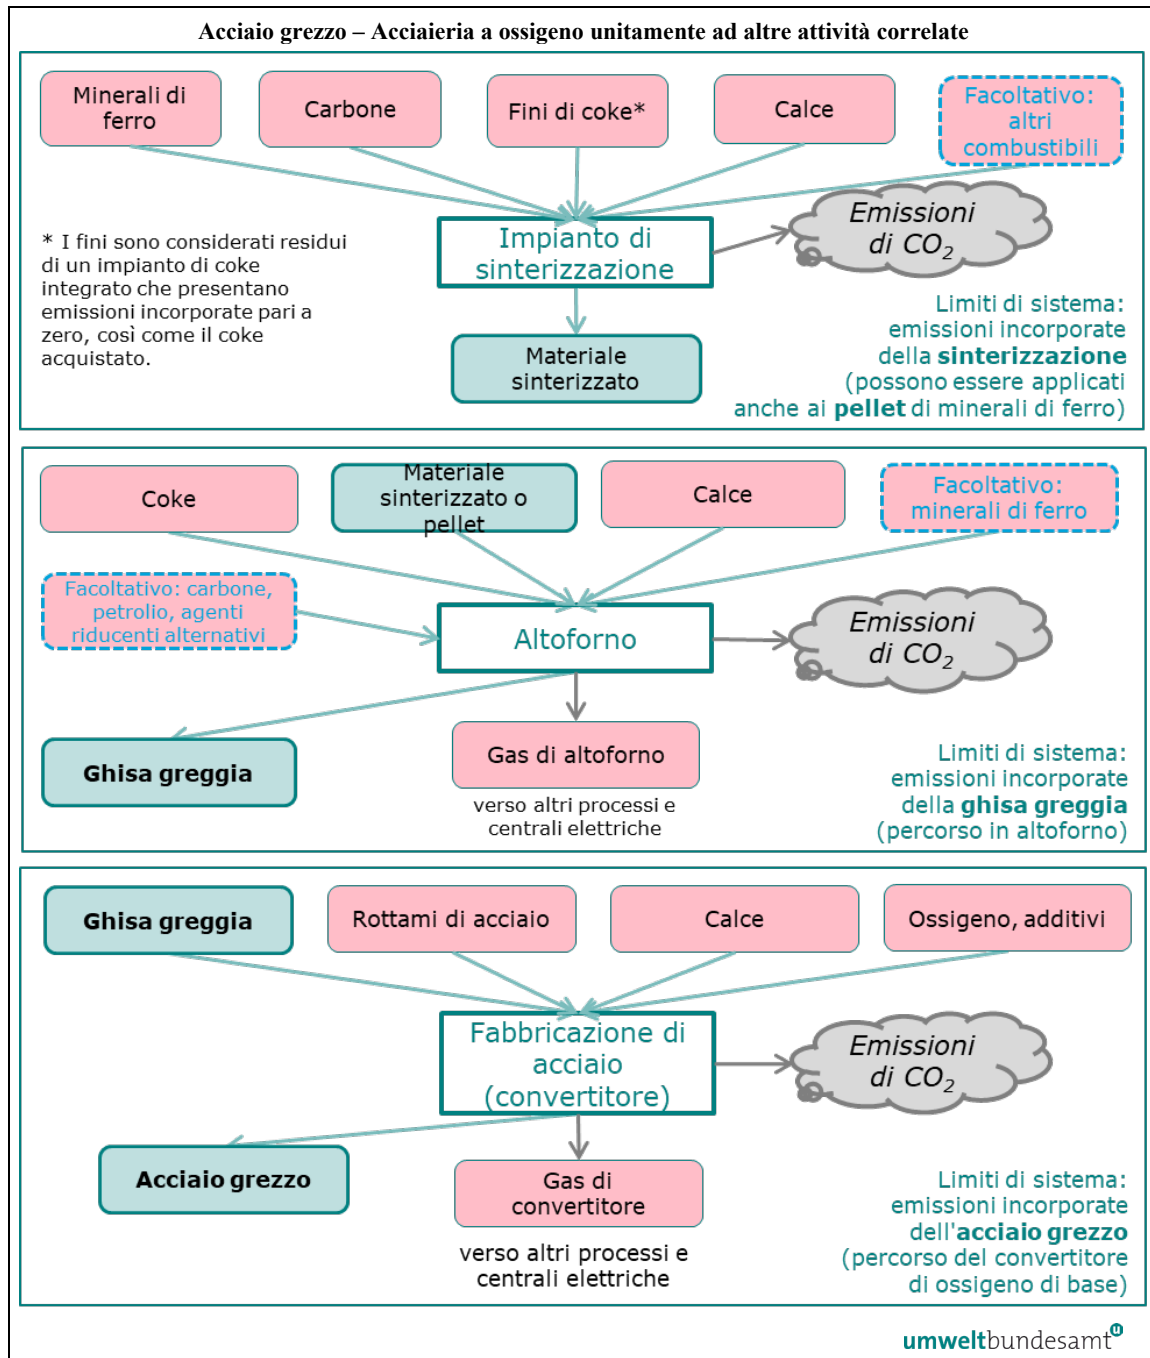 Acciaio grezzo – Acciaieria a ossigeno unitamente ad altre attività correlate
Minerali di
ferro
Carbone
Fini di coke*
Calce
Facoltativo:
altri
combustibili
* I fini sono considerati residui
di un impianto di coke
integrato che presentano
emissioni incorporate pari a
zero, così come il coke
acquistato.
Impianto di
sinterizzazione
Emissioni
di CO2
Materiale
sinterizzato
Limiti di sistema:
emissioni incorporate
della sinterizzazione
(possono essere applicati
anche ai pellet di minerali di ferro)
Coke
Materiale
sinterizzato o
pellet
Calce
Facoltativo:
minerali di ferro
Facoltativo: carbone,
petrolio, agenti
riducenti alternativi
Altoforno
Emissioni
di CO2
Ghisa greggia
Gas di altoforno
verso altri processi e
centrali elettriche
Limiti di sistema:
emissioni incorporate
della ghisa greggia
(percorso in altoforno)
Ghisa greggia
Rottami di acciaio
Calce
Ossigeno, additivi
Fabbricazione di
acciaio
(convertitore)
Emissioni
di CO2
Acciaio grezzo
Gas di
convertitore
verso altri processi e
centrali elettriche
Limiti di sistema:
emissioni incorporate
dell'acciaio grezzo
(percorso del convertitore
di ossigeno di base)
umweltbundesamt
u